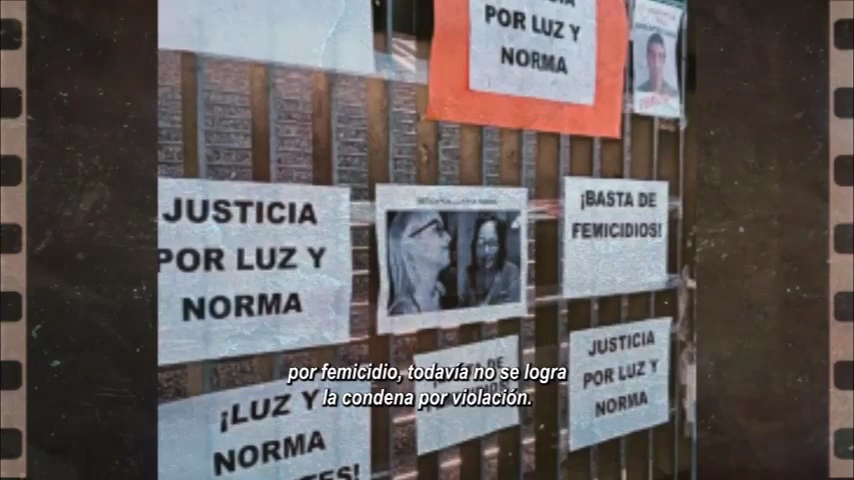 POR LUZ Y
NORMA
JUSTICIA
POR LUZ Y
NORMA
¡BASTA DE
FEMICIDIOS!
JUSTICIA
POR LUZ Y
NORMA
¡LUZ Y
NORMA
por femicidio, todavía no se logra
la condena por violación.